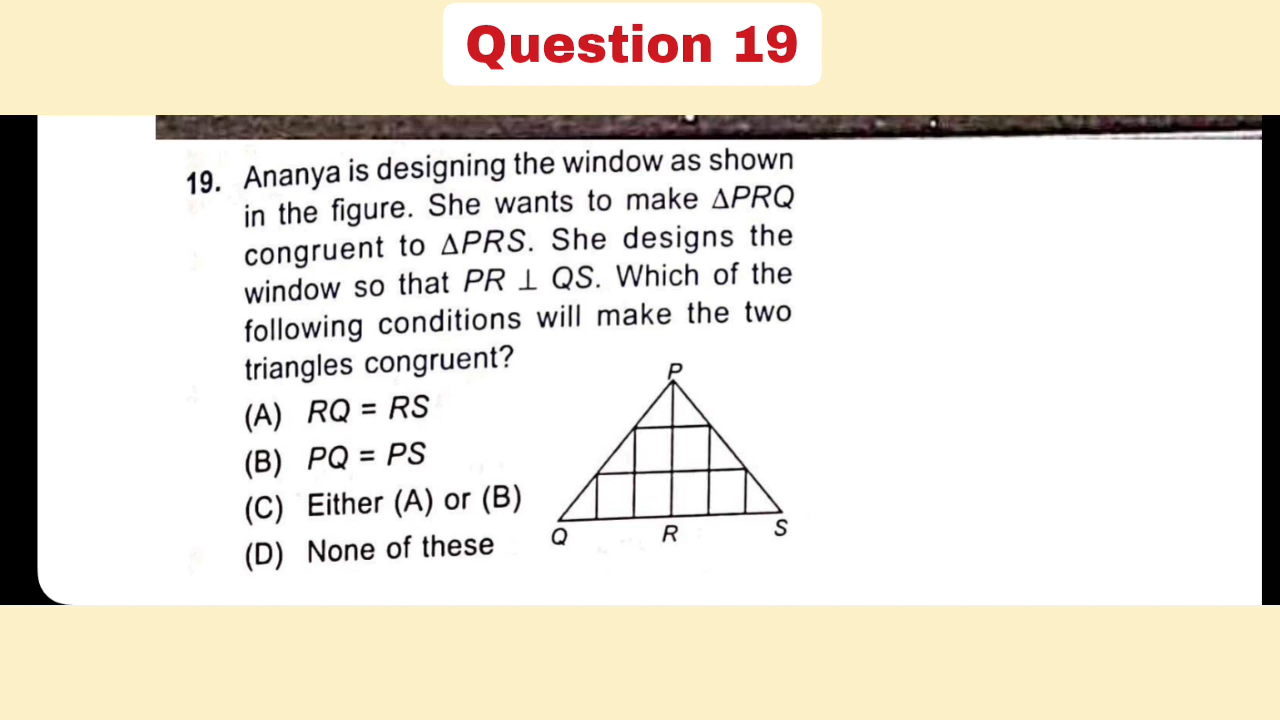 Question 19
19. Ananya is designing the window as shown
in the figure. She wants to make ΔPRQ
congruent to ΔPRS. She designs the
window so that PR ⊥ QS. Which of the
following conditions will make the two
triangles congruent?
(A) RQ = RS
(B) PQ = PS
(C) Either (A) or (B)
(D) None of these
P
Q
R
S